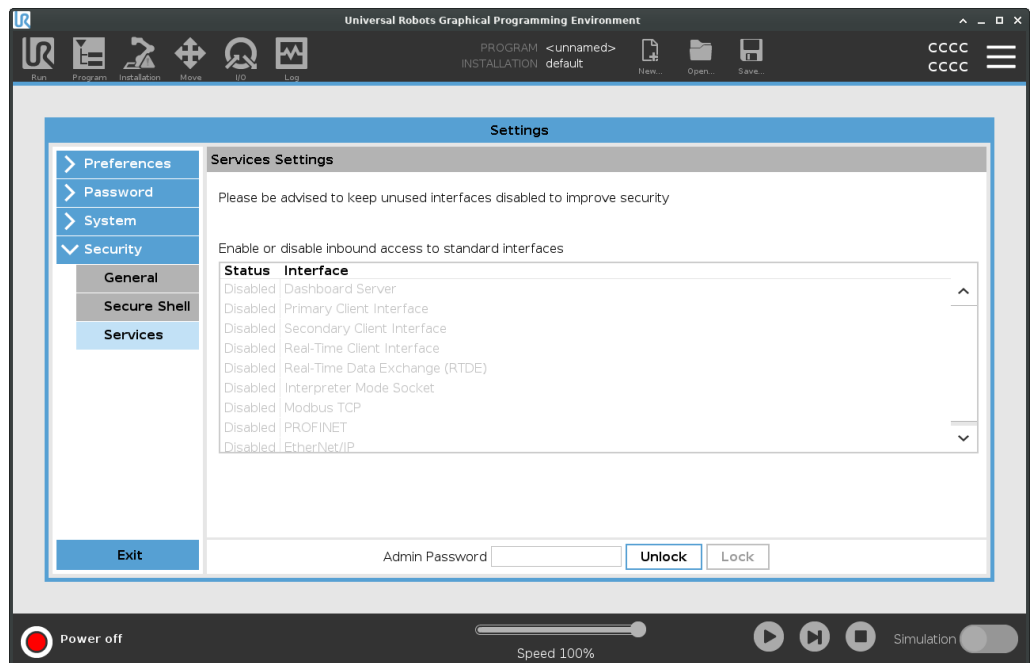 UR
Universal Robots Graphical Programming Environment
UR
PROGRAM <unnamed>
INSTALLATION default
CCCC
CCCC
Run Program Installation Move I/O Log New... Open... Save...
Settings
Preferences
Password
System
Security
General
Secure Shell
Services
Exit
Services Settings
Please be advised to keep unused interfaces disabled to improve security
Enable or disable inbound access to standard interfaces
Status Interface
Disabled Dashboard Server
Disabled Primary Client Interface
Disabled Secondary Client Interface
Disabled Real-Time Client Interface
Disabled Real-Time Data Exchange (RTDE)
Disabled Interpreter Mode Socket
Disabled Modbus TCP
Disabled PROFINET
Disabled EtherNet/IP
Admin Password Unlock Lock
Power off
Speed 100%
Simulation